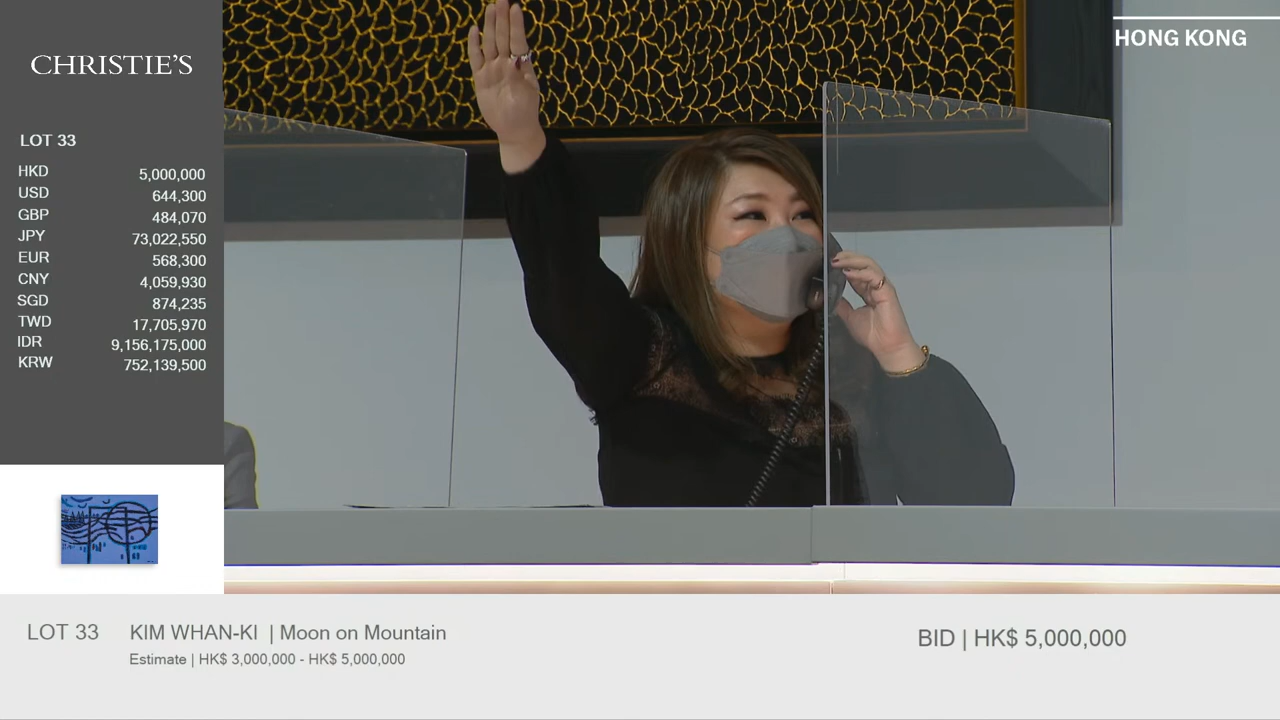 CHRISTIE'S
HONG KONG
LOT 33
HKD 5,000,000
USD 644,300
GBP 484,070
JPY 73,022,550
EUR 568,300
CNY 4,059,930
SGD 874,235
TWD 17,705,970
IDR 9,156,175,000
KRW 752,139,500
LOT 33 KIM WHAN-KI | Moon on Mountain
Estimate | HK$ 3,000,000 - HK$ 5,000,000
BID | HK$ 5,000,000